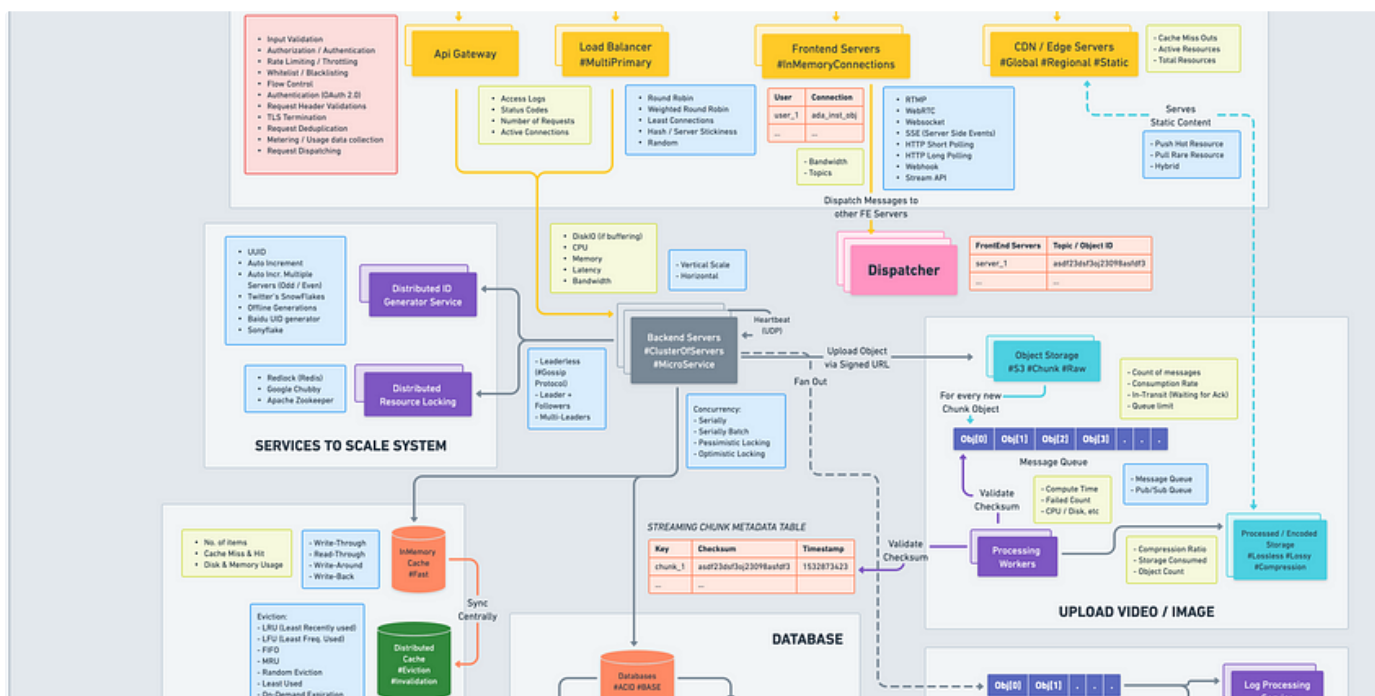 • Input Validation
• Authorization / Authentication
• Rate Limiting / Throttling
• Whitelist / Blacklisting
• Flow Control
• Authentication (OAuth 2.0)
• Request Header Validations
• TLS Termination
• Request Deduplication
• Metering / Usage data collection
• Request Dispatching
Api Gateway
Load Balancer
#MultiPrimary
Frontend Servers
#InMemoryConnections
CDN / Edge Servers
#Global #Regional #Static
- Cache Miss Outs
- Active Resources
- Total Resources
• Access Logs
• Status Codes
• Number of Requests
• Active Connections
• Round Robin
• Weighted Round Robin
• Least Connections
• Hash / Server Stickiness
• Random
User Connection
user_1 ada_inst_obj
... ...
• RTMP
• WebRTC
• Websocket
• SSE (Server Side Events)
• HTTP Short Polling
• HTTP Long Polling
• Webhook
• Stream API
Serves
Static Content
- Push Hot Resource
- Pull Rare Resource
- Hybrid
- Bandwidth
- Topics
Dispatch Messages to
other FE Servers
Dispatcher
FrontEnd Servers Topic / Object ID
server_1 asdf23dsf3oj23098asfdf3
... ...
• UUID
• Auto Increment
• Auto Incr. Multiple
Servers (Odd / Even)
• Twitter's SnowFlakes
• Offline Generations
• Baidu UID generator
• Sonyflake
Distributed ID
Generator Service
• DiskIO (if buffering)
• CPU
• Memory
• Latency
• Bandwidth
- Vertical Scale
- Horizontal
Heartbeat
(UDP)
Backend Servers
#ClusterOfServers
#MicroService
Upload Object
via Signed URL
Fan Out
Object Storage
#S3 #Chunk #Raw
- Count of messages
- Consumption Rate
- In-Transit (Waiting for Ack)
- Queue limit
For every new
Chunk Object
• Redlock (Redis)
• Google Chubby
• Apache Zookeeper
Distributed
Resource Locking
- Leaderless
(#Gossip
Protocol)
- Leader +
Followers
- Multi-Leaders
SERVICES TO SCALE SYSTEM
Concurrency:
- Serially
- Serially Batch
- Pessimistic Locking
- Optimistic Locking
Obj[0] Obj[1] Obj[2] Obj[3] . . .
Message Queue
- Message Queue
- Pub/Sub Queue
Validate
Checksum
- Compute Time
- Failed Count
- CPU / Disk, etc
• No. of items
• Cache Miss & Hit
• Disk & Memory Usage
- Write-Through
- Read-Through
- Write-Around
- Write-Back
InMemory
Cache
#Fast
STREAMING CHUNK METADATA TABLE
Key Checksum Timestamp
chunk_1 asdf23dsf3oj23098asfdf3 1532873423
... ...
Validate
Checksum
Processing
Workers
- Compression Ratio
- Storage Consumed
- Object Count
Processed / Encoded
Storage
#Lossless #Lossy
#Compression
UPLOAD VIDEO / IMAGE
Sync
Centrally
Eviction:
- LRU (Least Recently used)
- LFU (Least Freq. Used)
- FIFO
- MRU
- Random Eviction
- Least Used
- On-Demand Expiration
Distributed
Cache
#Eviction
#Invalidation
DATABASE
Databases
#ACID #BASE
Obj[0] Obj[1] . . .
Log Processing